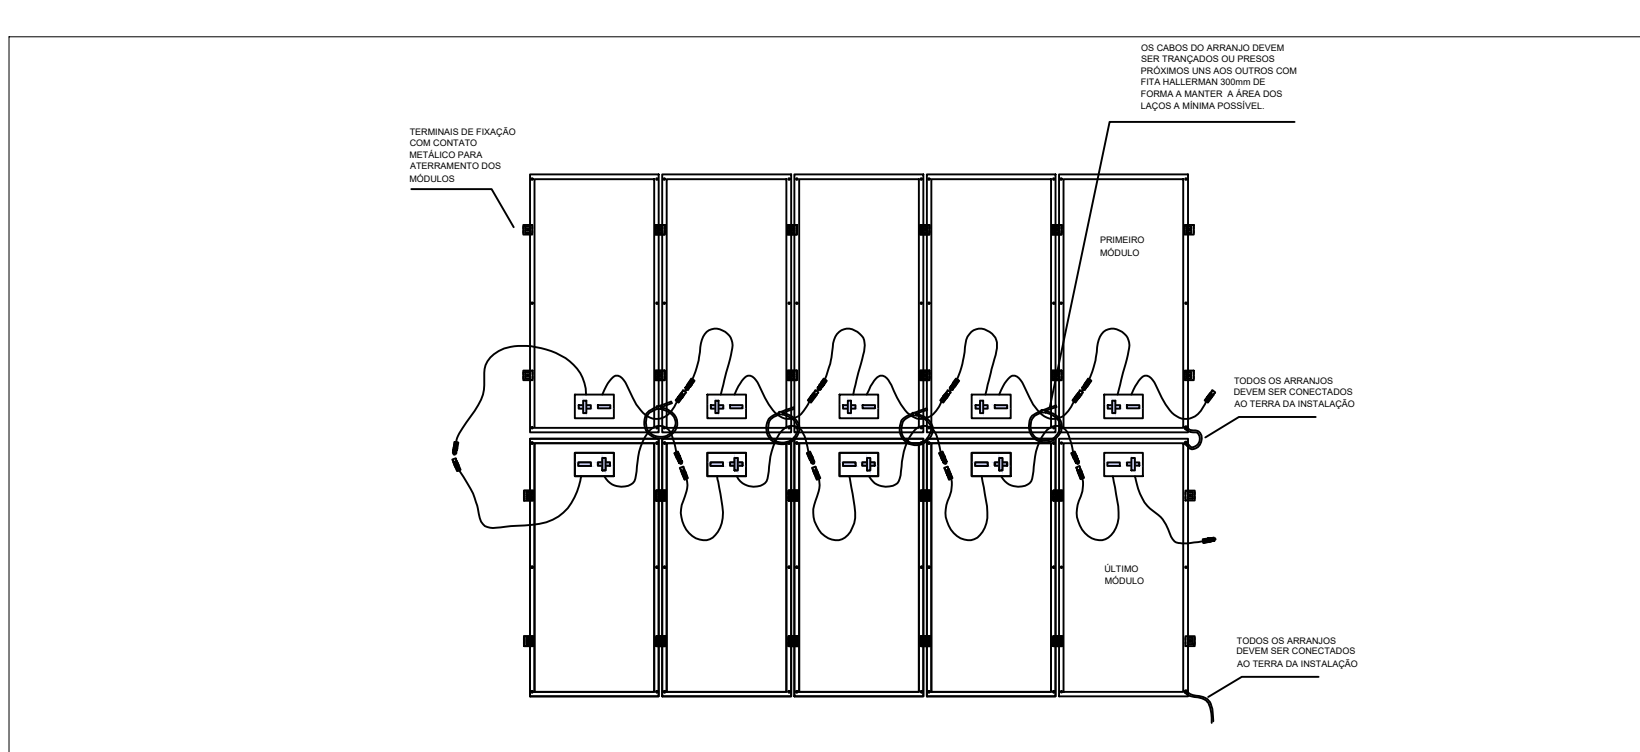 OS CABOS DO ARRANJO DEVEM
SER TRANÇADOS OU PRESOS
PRÓXIMOS UNS AOS OUTROS COM
FITA HALLERMAN 300mm DE
FORMA A MANTER A ÁREA DOS
LAÇOS A MÍNIMA POSSÍVEL.
TERMINAIS DE FIXAÇÃO
COM CONTATO
METÁLICO PARA
ATERRAMENTO DOS
MÓDULOS
PRIMEIRO
MÓDULO
TODOS OS ARRANJOS
DEVEM SER CONECTADOS
AO TERRA DA INSTALAÇÃO
ÚLTIMO
MÓDULO
TODOS OS ARRANJOS
DEVEM SER CONECTADOS
AO TERRA DA INSTALAÇÃO